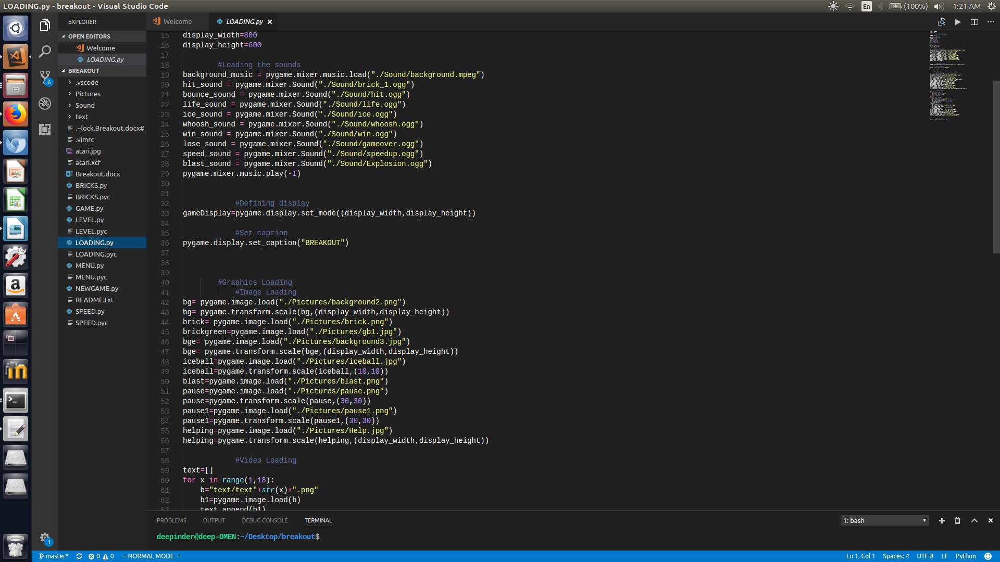 LOADING.py - breakout - Visual Studio Code
En (100%) 1:21 AM
EXPLORER
OPEN EDITORS
Welcome
LOADING.py
BREAKOUT
.vscode
Pictures
Sound
text
.~lock.Breakout.docx#
.vimrc
atari.jpg
atari.xcf
Breakout.docx
BRICKS.py
BRICKS.pyc
GAME.py
LEVEL.py
LEVEL.pyc
LOADING.py
LOADING.pyc
MENU.py
MENU.pyc
NEWGAME.py
README.txt
SPEED.py
SPEED.pyc
6
1
Welcome LOADING.py
15 display_width=800
16 display_height=600
17
18 #Loading the sounds
19 background_music = pygame.mixer.music.load("./Sound/background.mpeg")
20 hit_sound = pygame.mixer.Sound("./Sound/brick_1.ogg")
21 bounce_sound = pygame.mixer.Sound("./Sound/hit.ogg")
22 life_sound = pygame.mixer.Sound("./Sound/life.ogg")
23 ice_sound = pygame.mixer.Sound("./Sound/ice.ogg")
24 whoosh_sound = pygame.mixer.Sound("./Sound/whoosh.ogg")
25 win_sound = pygame.mixer.Sound("./Sound/win.ogg")
26 lose_sound = pygame.mixer.Sound("./Sound/gameover.ogg")
27 speed_sound = pygame.mixer.Sound("./Sound/speedup.ogg")
28 blast_sound = pygame.mixer.Sound("./Sound/Explosion.ogg")
29 pygame.mixer.music.play(-1)
30
31
32 #Defining display
33 gameDisplay=pygame.display.set_mode((display_width,display_height))
34
35 #Set caption
36 pygame.display.set_caption("BREAKOUT")
37
38
39
40 #Graphics Loading
41 #Image Loading
42 bg= pygame.image.load("./Pictures/background2.png")
43 bg= pygame.transform.scale(bg,(display_width,display_height))
44 brick= pygame.image.load("./Pictures/brick.png")
45 brickgreen=pygame.image.load("./Pictures/gb1.jpg")
46 bge= pygame.image.load("./Pictures/background3.jpg")
47 bge= pygame.transform.scale(bge,(display_width,display_height))
48 iceball=pygame.image.load("./Pictures/iceball.jpg")
49 iceball=pygame.transform.scale(iceball,(10,10))
50 blast=pygame.image.load("./Pictures/blast.png")
51 pause=pygame.image.load("./Pictures/pause.png")
52 pause=pygame.transform.scale(pause,(30,30))
53 pause1=pygame.image.load("./Pictures/pause1.png")
54 pause1=pygame.transform.scale(pause1,(30,30))
55 helping=pygame.image.load("./Pictures/Help.jpg")
56 helping=pygame.transform.scale(helping,(display_width,display_height))
57
58 #Video Loading
59 text=[]
60 for x in range(1,18):
61 b="text/text"+str(x)+".png"
62 b1=pygame.image.load(b)
63 text.append(b1)
PROBLEMS OUTPUT DEBUG CONSOLE TERMINAL 1: bash
deepinder@deep-OMEN:~/Desktop/breakout$
master* 0 0 -- NORMAL MODE -- Ln 1, Col 1 Spaces: 4 UTF-8 LF Python